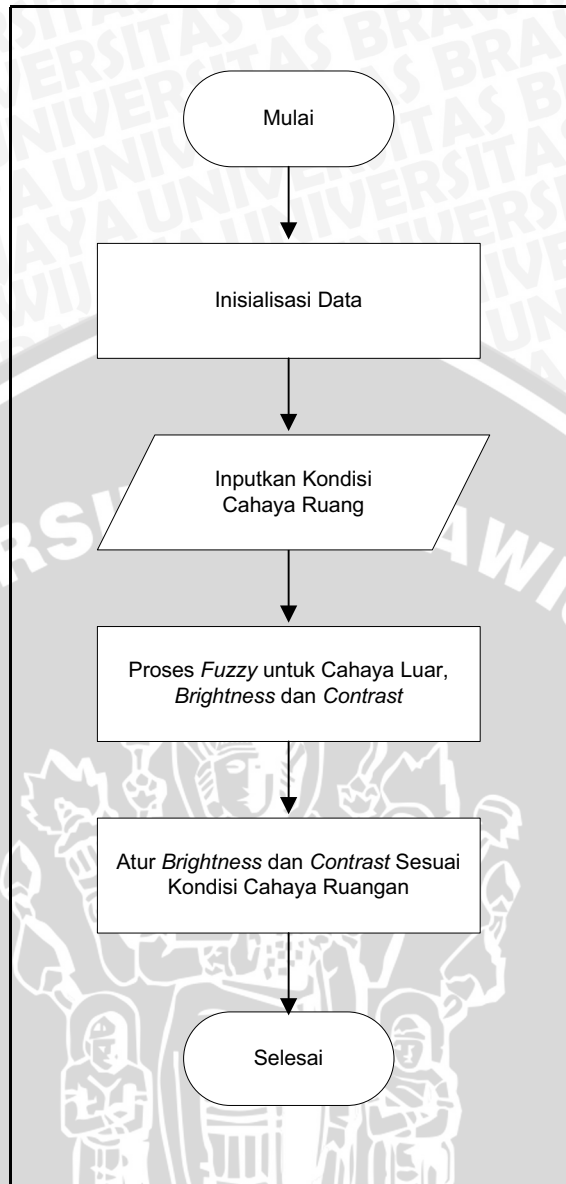 Mulai
Inisialisasi Data
Inputkan Kondisi
Cahaya Ruang
Proses Fuzzy untuk Cahaya Luar,
Brightness dan Contrast
Atur Brightness dan Contrast Sesuai
Kondisi Cahaya Ruangan
Selesai